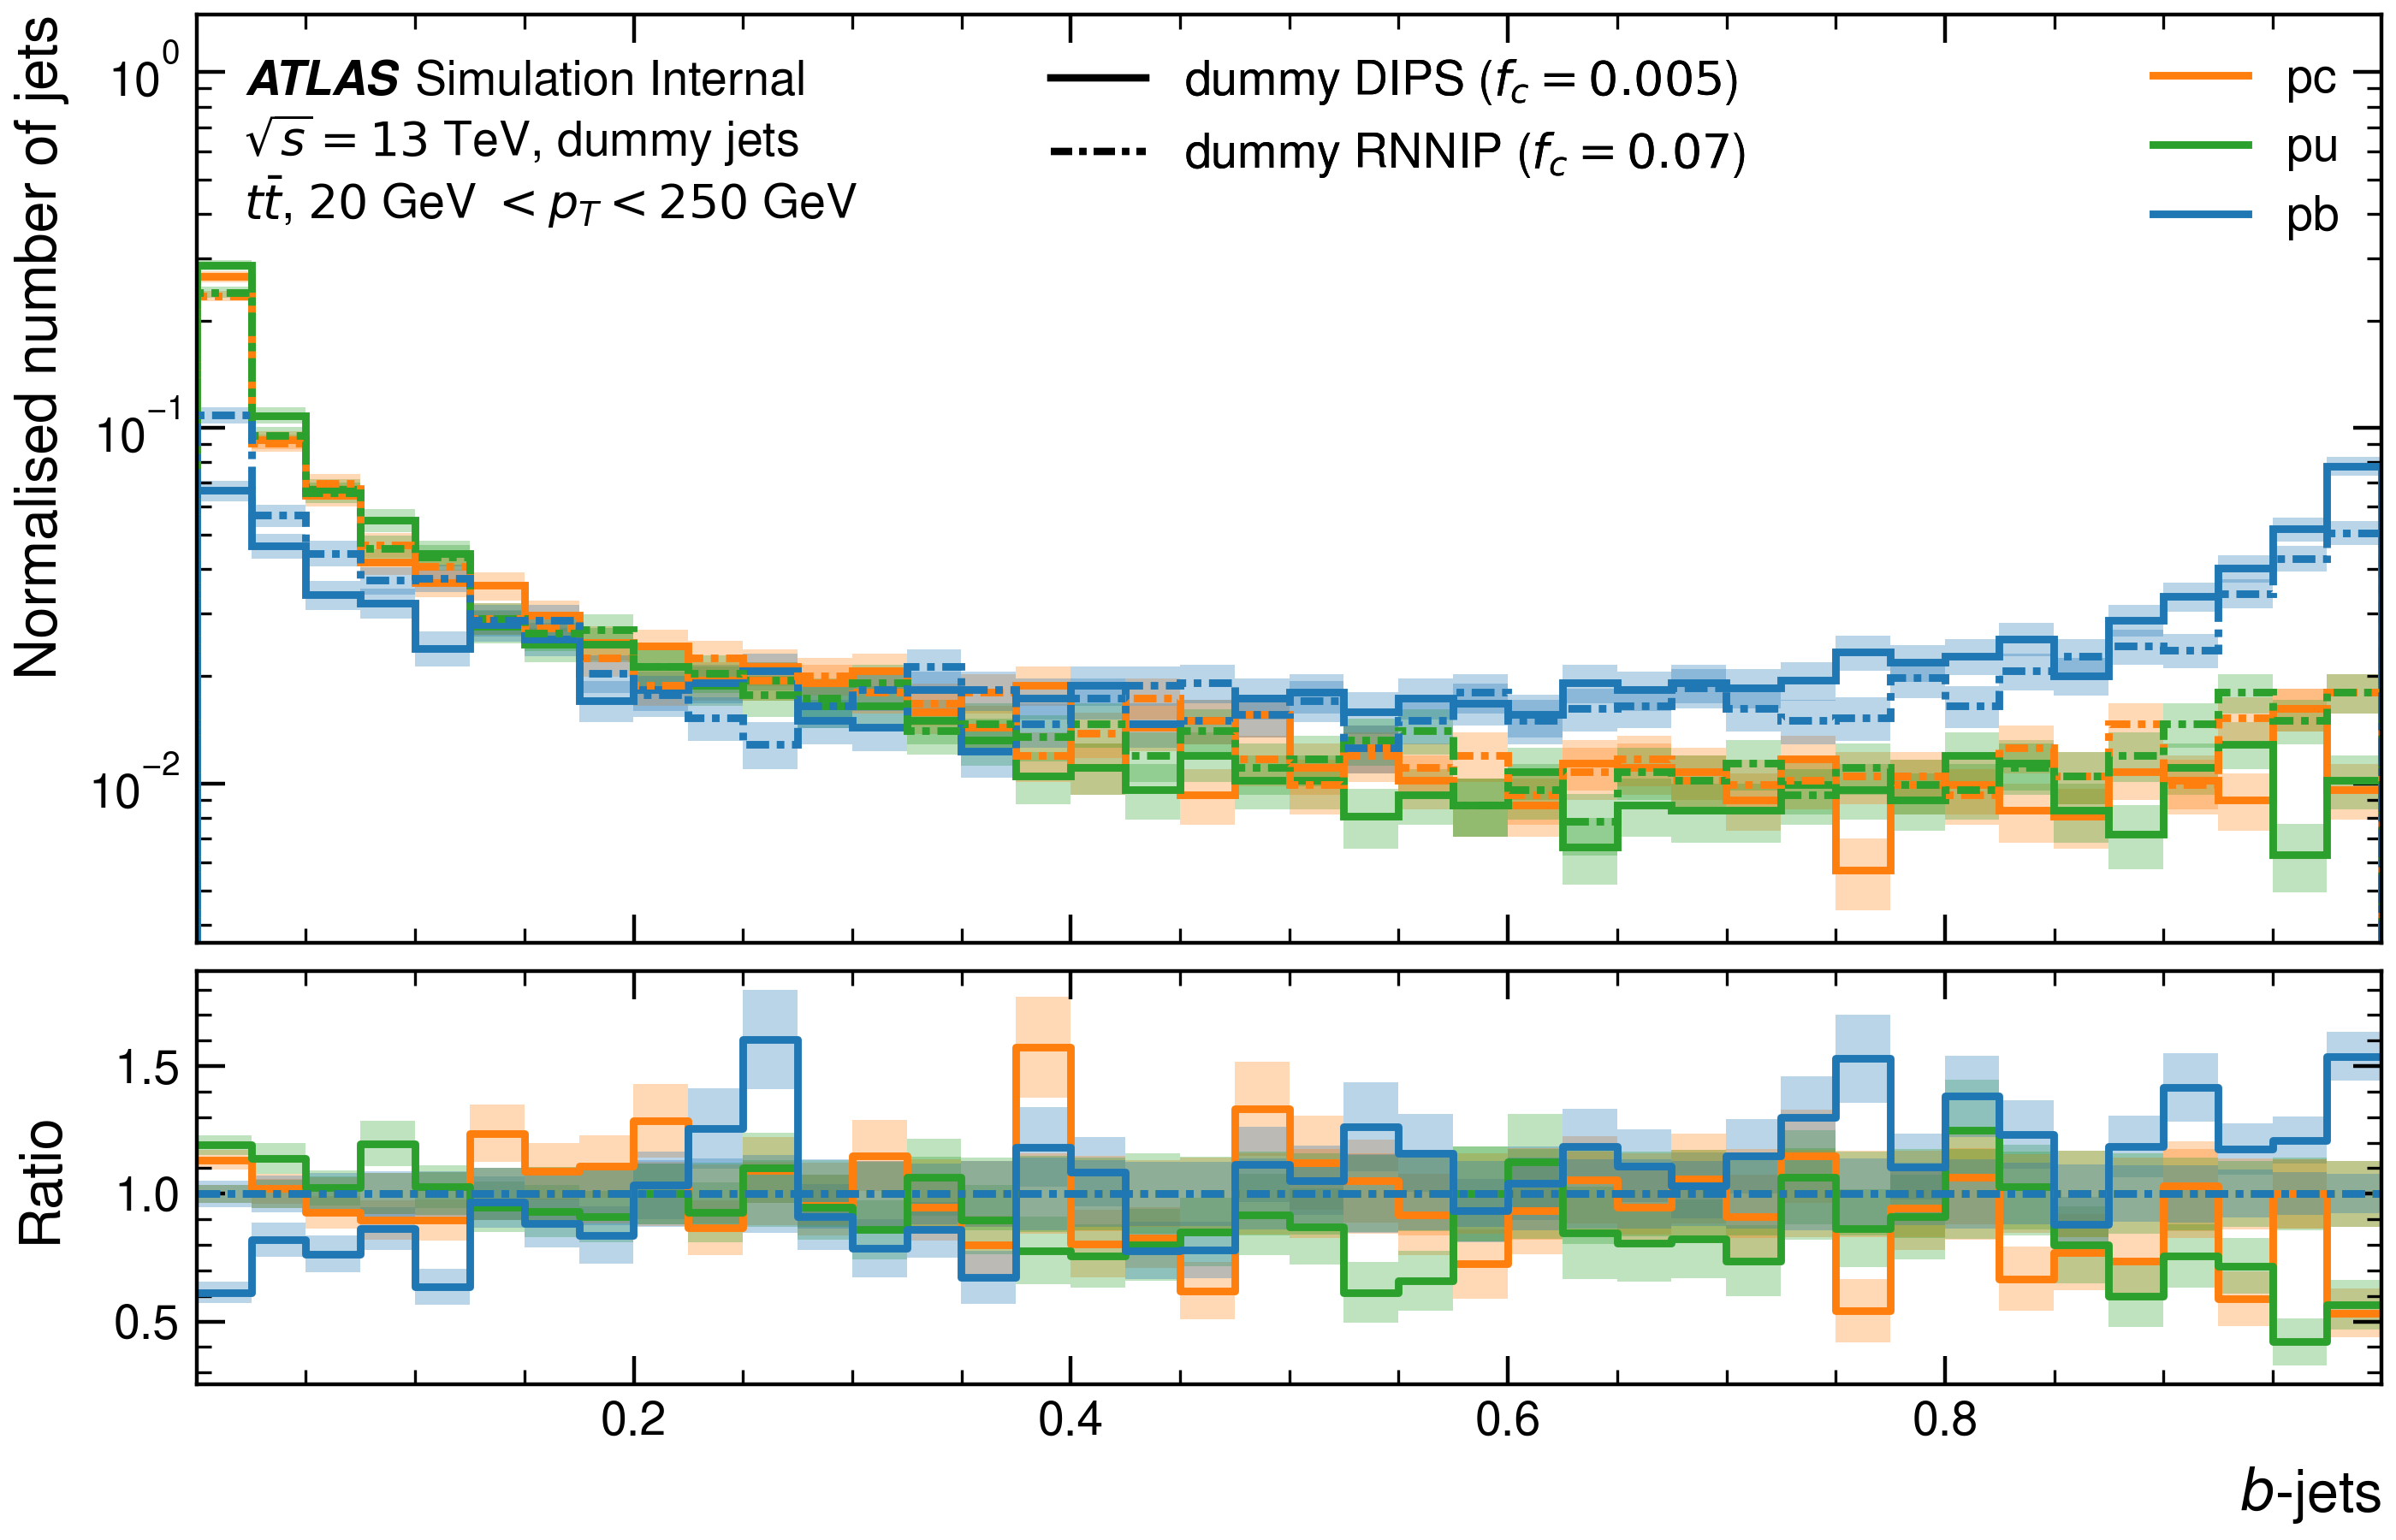 Normalised number of jets
10⁰
10⁻¹
10⁻²
ATLAS Simulation Internal
√s = 13 TeV, dummy jets
tt̄, 20 GeV < p_T < 250 GeV
dummy DIPS (f_c = 0.005)
dummy RNNIP (f_c = 0.07)
pc
pu
pb
Ratio
1.5
1.0
0.5
0.2 0.4 0.6 0.8
b-jets